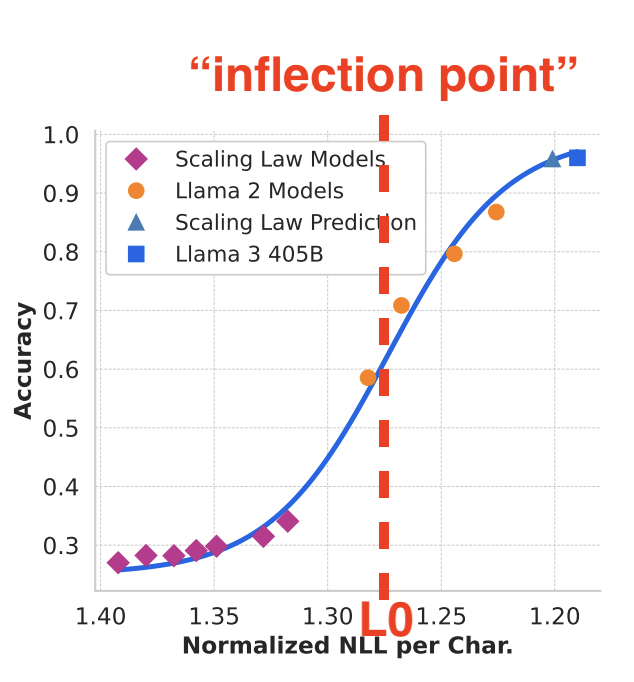 “inflection point”
1.0
0.9
0.8
0.7
0.6
0.5
0.4
0.3
Accuracy
Scaling Law Models
Llama 2 Models
Scaling Law Prediction
Llama 3 405B
1.40 1.35 1.30 L0 1.25 1.20
Normalized NLL per Char.